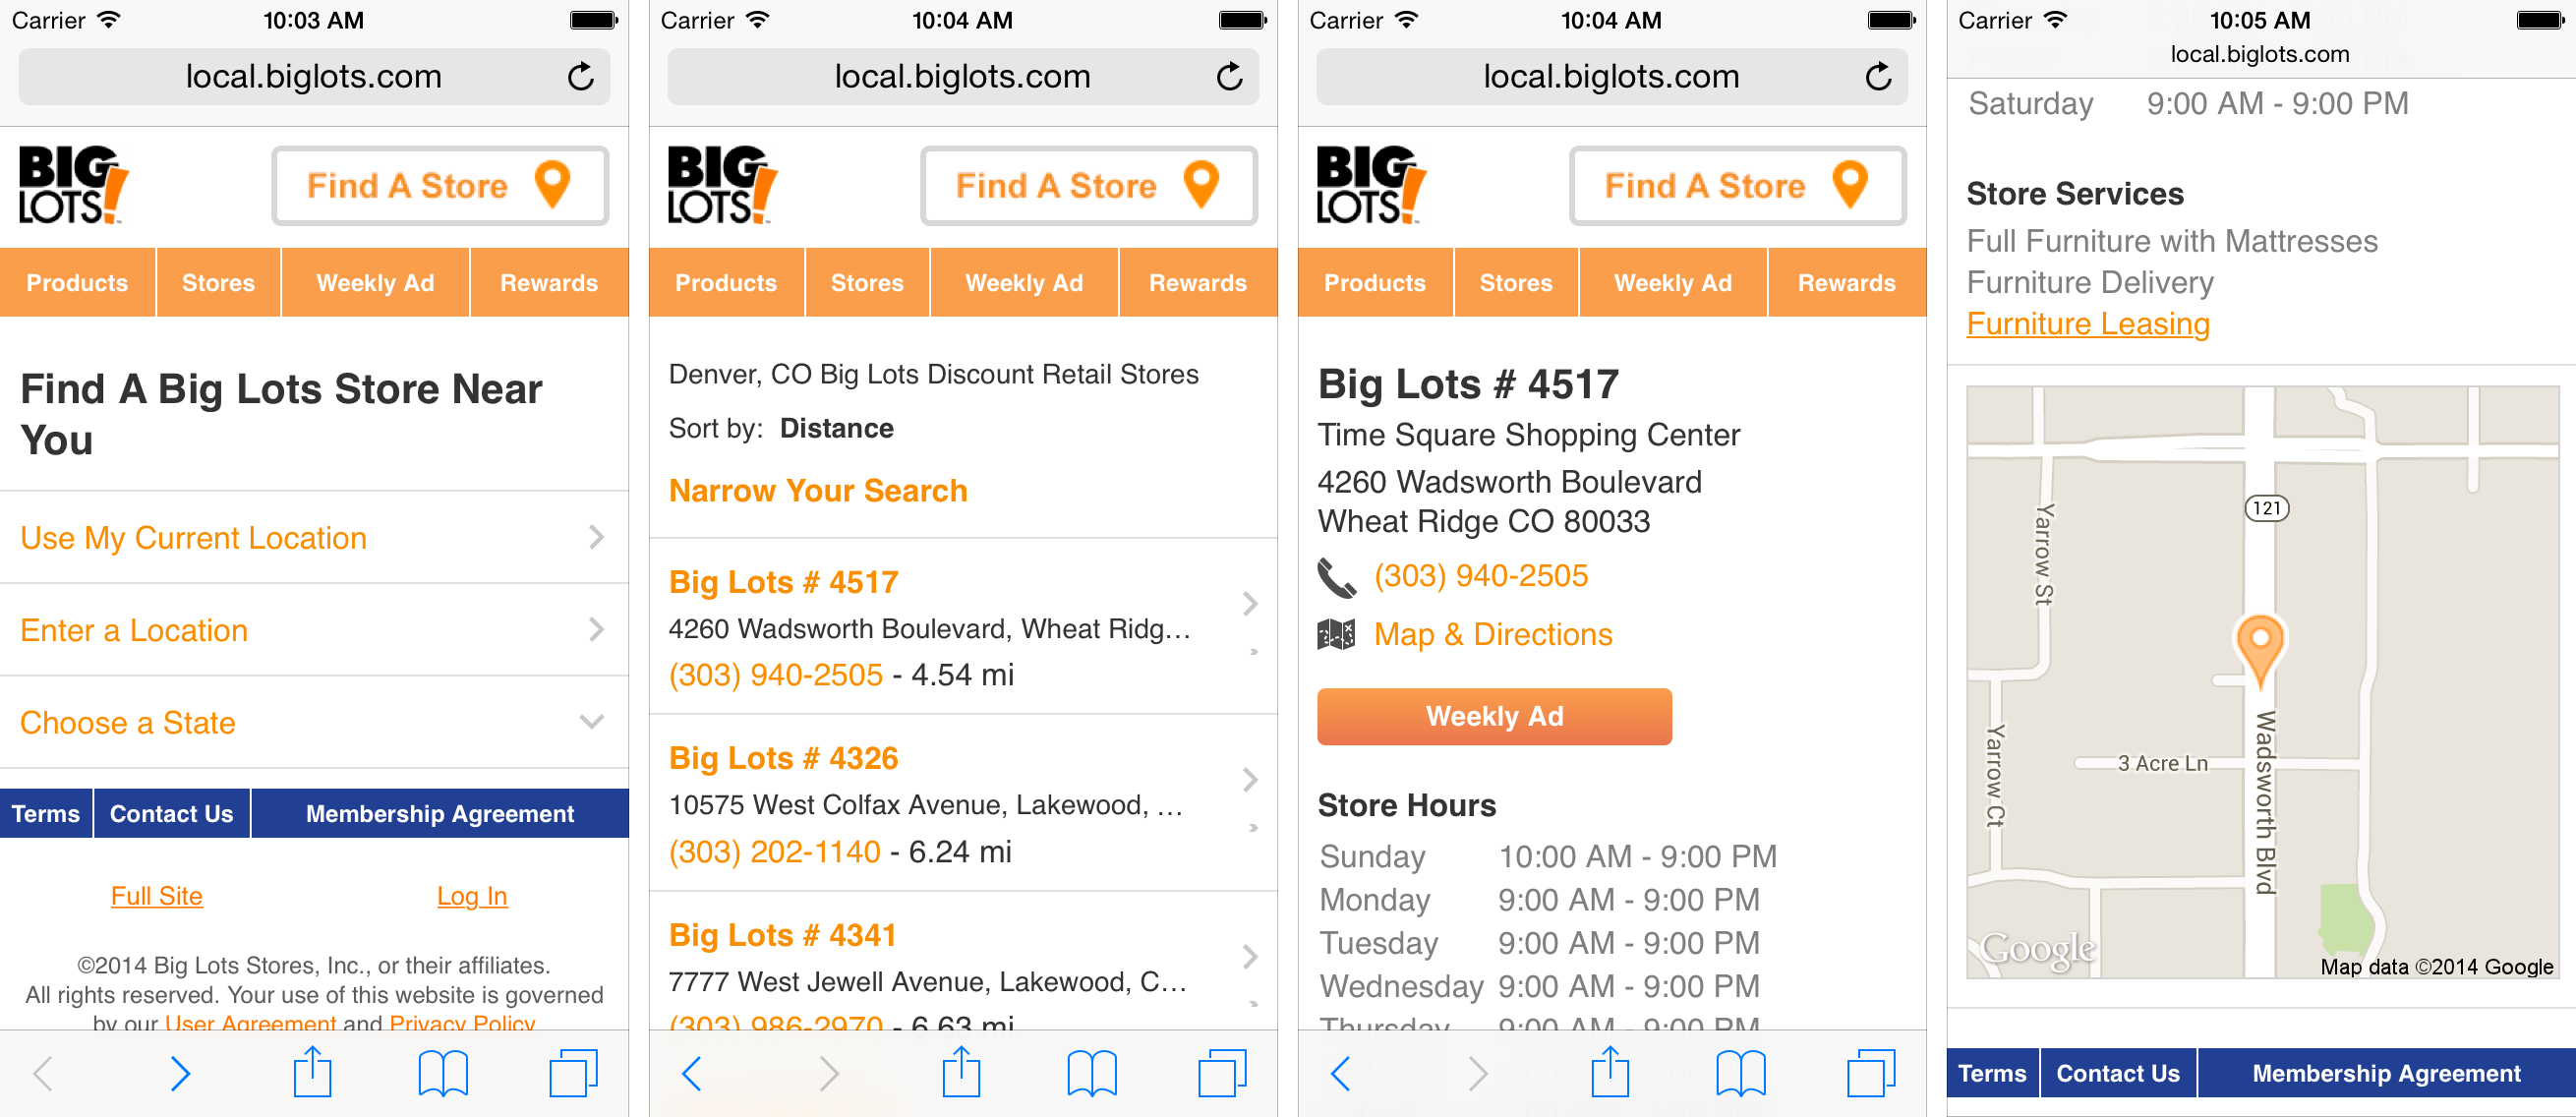 Carrier 10:03 AM
local.biglots.com
BIG LOTS!
Find A Store
Products Stores Weekly Ad Rewards
Find A Big Lots Store Near
You
Use My Current Location
Enter a Location
Choose a State
Terms Contact Us Membership Agreement
Full Site Log In
©2014 Big Lots Stores, Inc., or their affiliates.
All rights reserved. Your use of this website is governed
by our User Agreement and Privacy Policy
Carrier 10:04 AM
local.biglots.com
BIG LOTS!
Find A Store
Products Stores Weekly Ad Rewards
Denver, CO Big Lots Discount Retail Stores
Sort by: Distance
Narrow Your Search
Big Lots # 4517
4260 Wadsworth Boulevard, Wheat Ridg...
(303) 940-2505 - 4.54 mi
Big Lots # 4326
10575 West Colfax Avenue, Lakewood, ...
(303) 202-1140 - 6.24 mi
Big Lots # 4341
7777 West Jewell Avenue, Lakewood, C...
(303) 986-2970 - 6.63 mi
Carrier 10:04 AM
local.biglots.com
BIG LOTS!
Find A Store
Products Stores Weekly Ad Rewards
Big Lots # 4517
Time Square Shopping Center
4260 Wadsworth Boulevard
Wheat Ridge CO 80033
(303) 940-2505
Map & Directions
Weekly Ad
Store Hours
Sunday 10:00 AM - 9:00 PM
Monday 9:00 AM - 9:00 PM
Tuesday 9:00 AM - 9:00 PM
Wednesday 9:00 AM - 9:00 PM
Thursday 9:00 AM - 9:00 PM
Carrier 10:05 AM
local.biglots.com
Saturday 9:00 AM - 9:00 PM
Store Services
Full Furniture with Mattresses
Furniture Delivery
Furniture Leasing
121
Yarrow St
Wadsworth Blvd
3 Acre Ln
Yarrow Ct
Google
Map data ©2014 Google
Terms Contact Us Membership Agreement